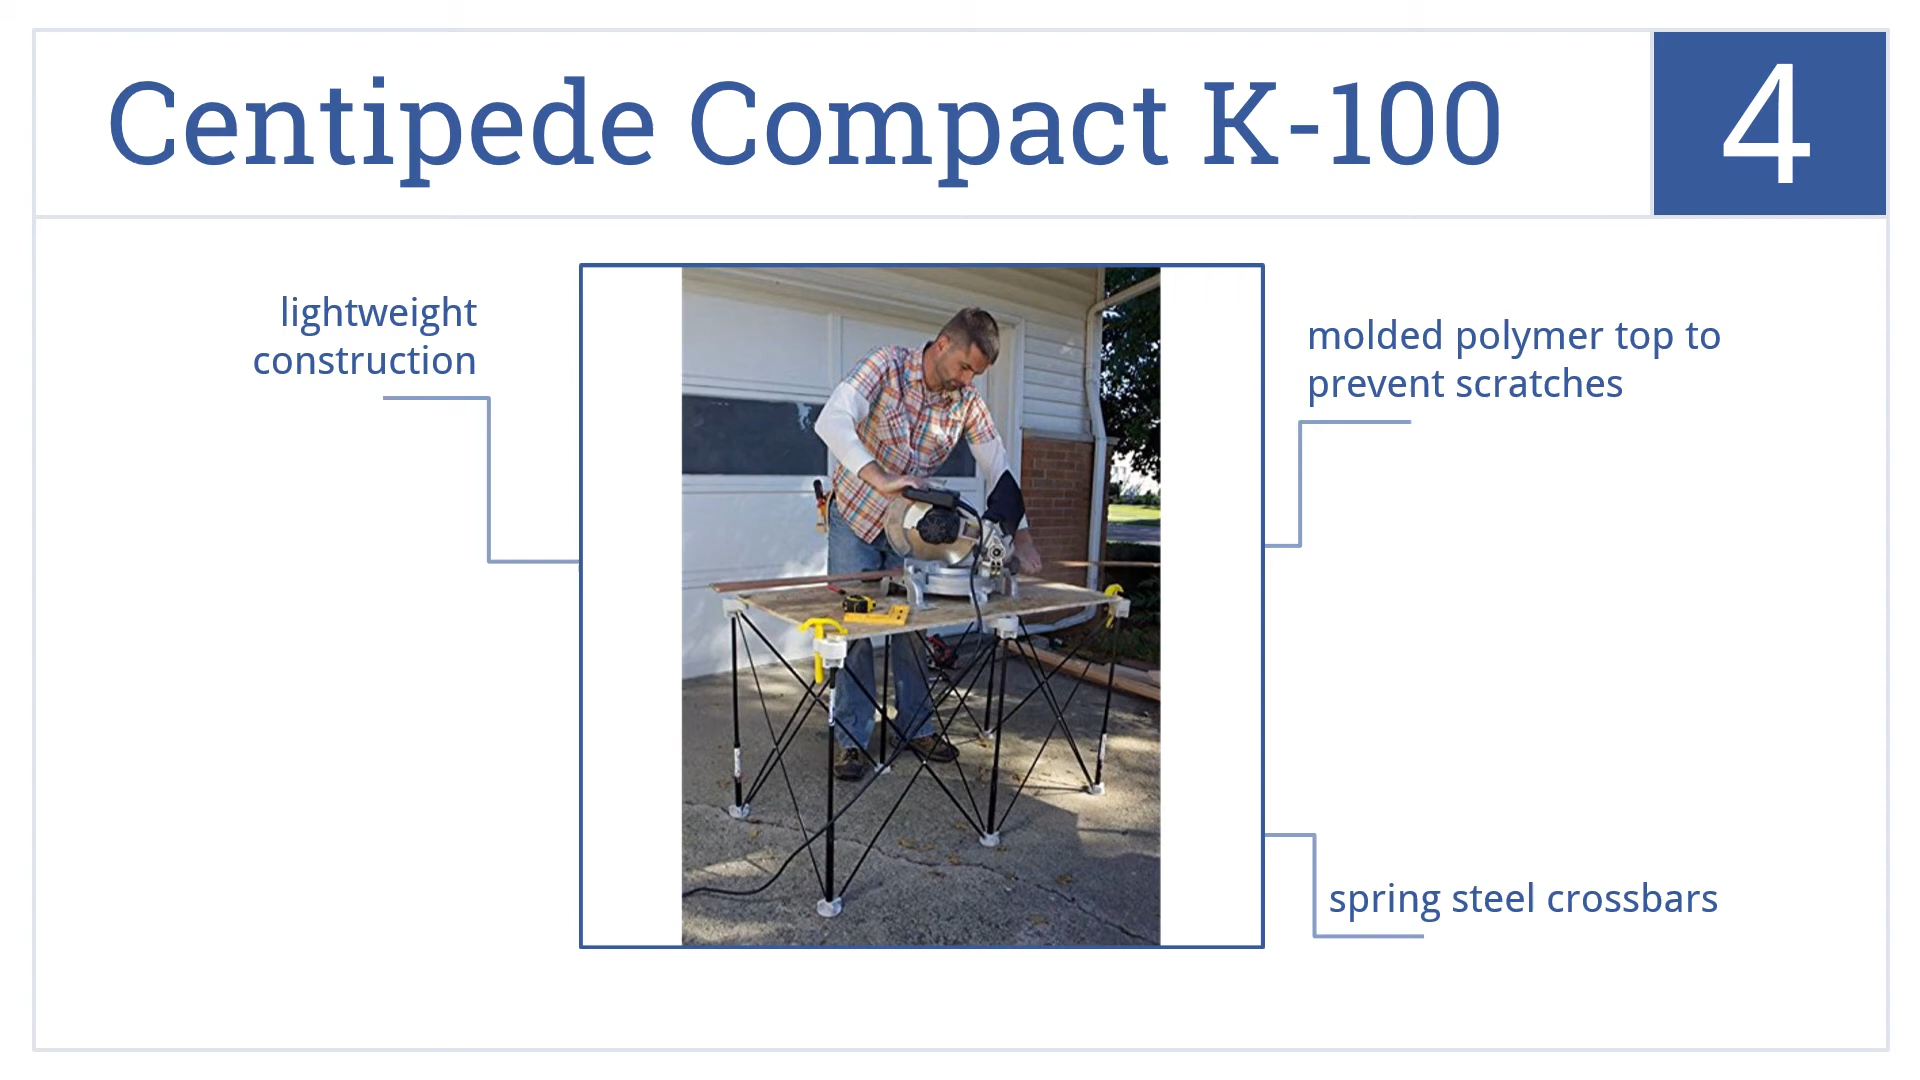 Centipede Compact K-100
4
lightweight
construction
molded polymer top to
prevent scratches
spring steel crossbars